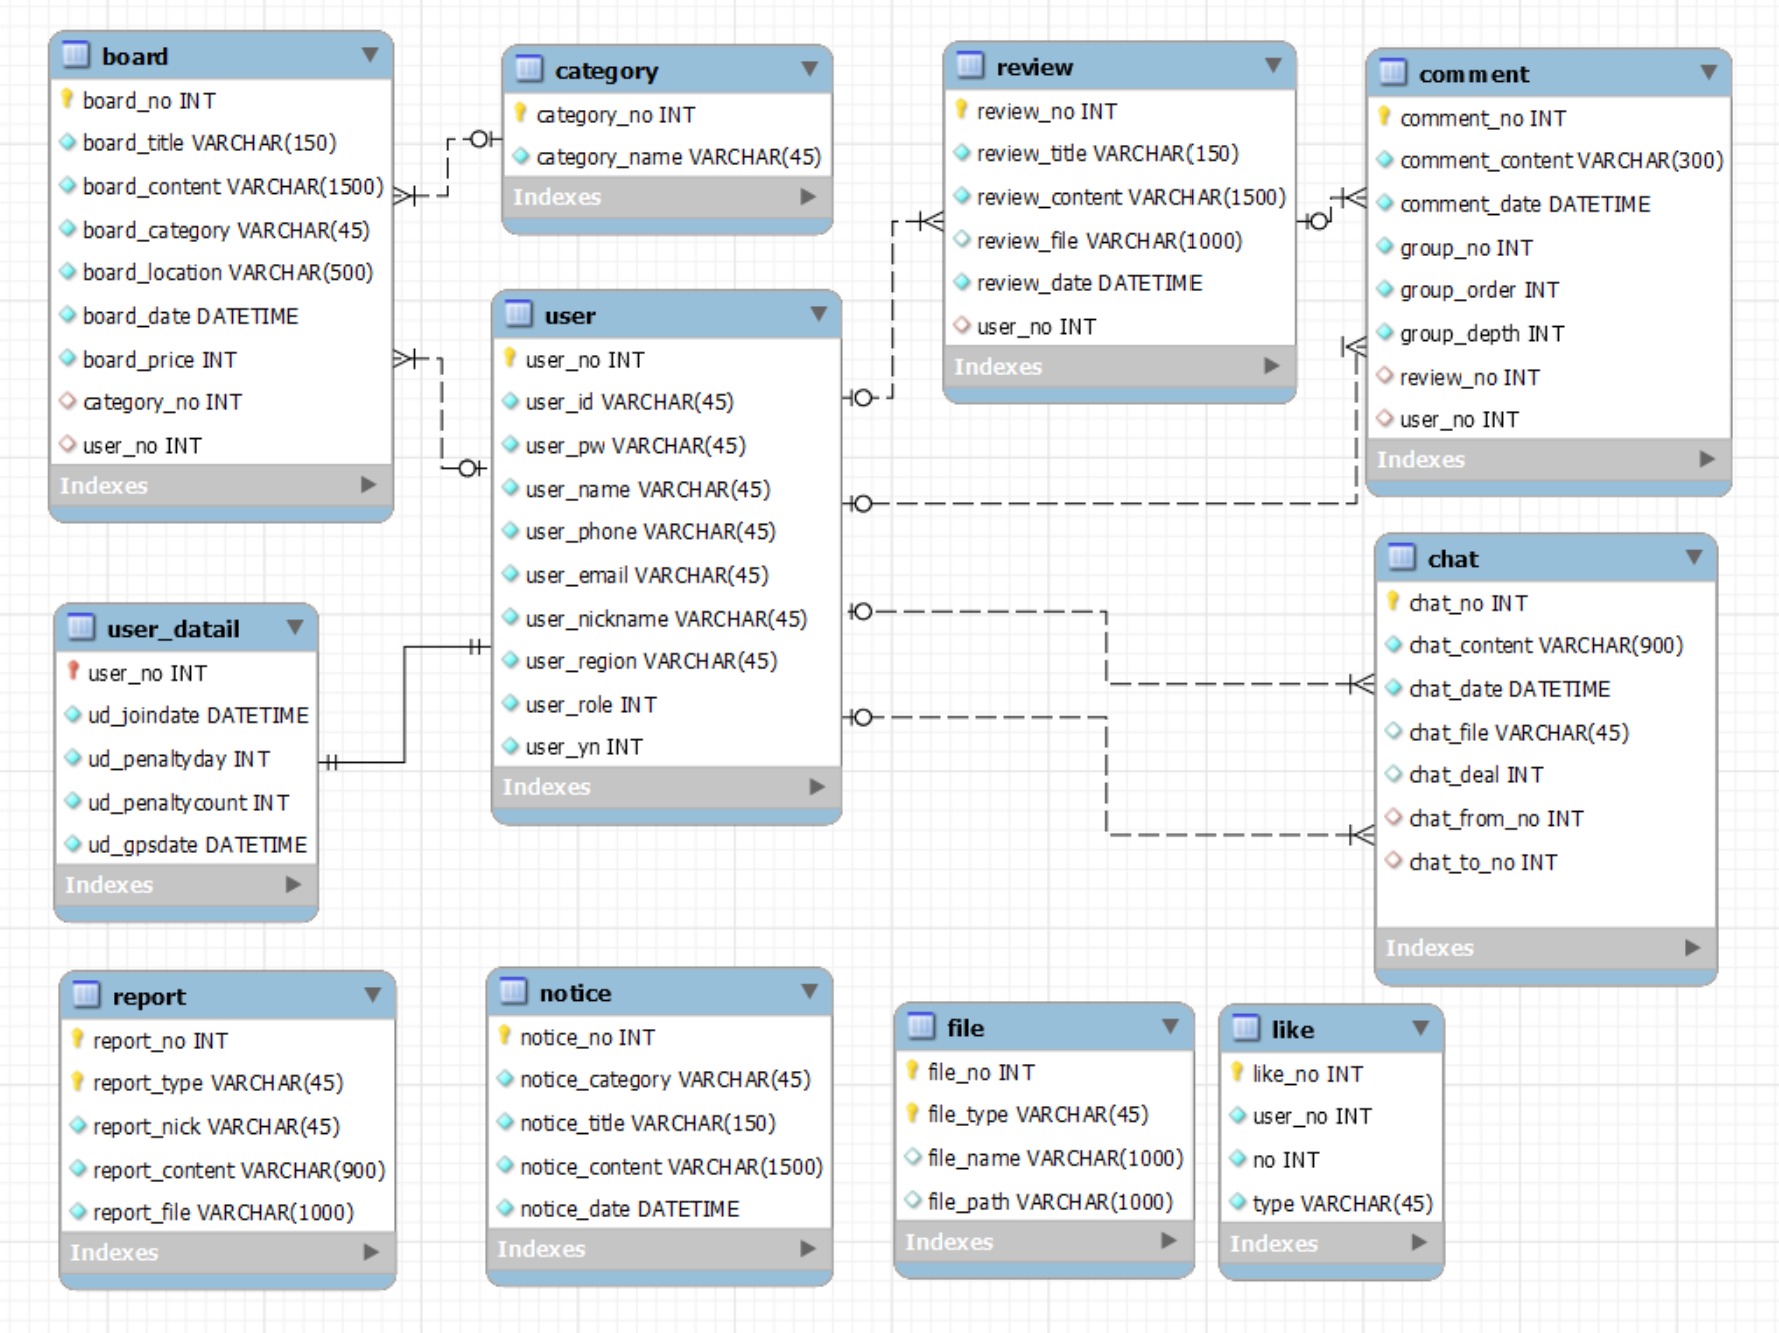 board
board_no INT
board_title VARCHAR(150)
board_content VARCHAR(1500)
board_category VARCHAR(45)
board_location VARCHAR(500)
board_date DATETIME
board_price INT
category_no INT
user_no INT
Indexes
category
category_no INT
category_name VARCHAR(45)
Indexes
review
review_no INT
review_title VARCHAR(150)
review_content VARCHAR(1500)
review_file VARCHAR(1000)
review_date DATETIME
user_no INT
Indexes
comment
comment_no INT
comment_content VARCHAR(300)
comment_date DATETIME
group_no INT
group_order INT
group_depth INT
review_no INT
user_no INT
Indexes
user
user_no INT
user_id VARCHAR(45)
user_pw VARCHAR(45)
user_name VARCHAR(45)
user_phone VARCHAR(45)
user_email VARCHAR(45)
user_nickname VARCHAR(45)
user_region VARCHAR(45)
user_role INT
user_yn INT
Indexes
user_datail
user_no INT
ud_joindate DATETIME
ud_penaltyday INT
ud_penaltycount INT
ud_gpsdate DATETIME
Indexes
chat
chat_no INT
chat_content VARCHAR(900)
chat_date DATETIME
chat_file VARCHAR(45)
chat_deal INT
chat_from_no INT
chat_to_no INT
Indexes
report
report_no INT
report_type VARCHAR(45)
report_nick VARCHAR(45)
report_content VARCHAR(900)
report_file VARCHAR(1000)
Indexes
notice
notice_no INT
notice_category VARCHAR(45)
notice_title VARCHAR(150)
notice_content VARCHAR(1500)
notice_date DATETIME
Indexes
file
file_no INT
file_type VARCHAR(45)
file_name VARCHAR(1000)
file_path VARCHAR(1000)
Indexes
like
like_no INT
user_no INT
no INT
type VARCHAR(45)
Indexes